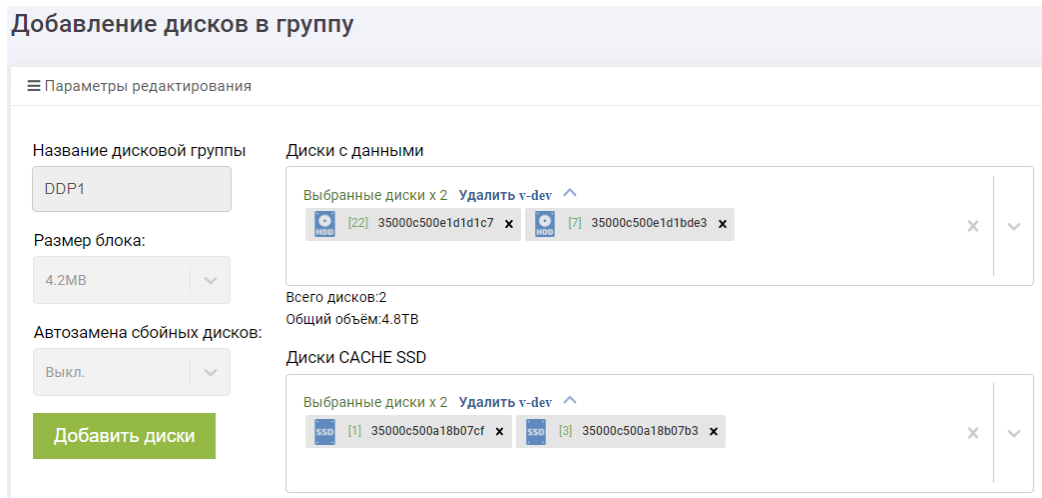 Добавление дисков в группу
Параметры редактирования
Название дисковой группы
DDP1
Размер блока:
4.2MB
Автозамена сбойных дисков:
Выкл.
Добавить диски
Диски с данными
Выбранные диски x 2 Удалить v-dev
HDD [22] 35000c500e1d1d1c7 x HDD [7] 35000c500e1d1bde3 x
Всего дисков:2
Общий объём:4.8TB
Диски CACHE SSD
Выбранные диски x 2 Удалить v-dev
SSD [1] 35000c500a18b07cf x SSD [3] 35000c500a18b07b3 x